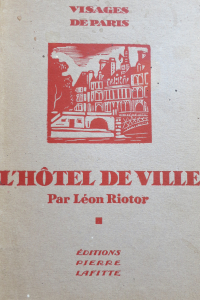 VISAGES
DE PARIS
L'HÔTEL DE VILLE
Par Léon Riotor
ÉDITIONS
PIERRE
LAFITTE